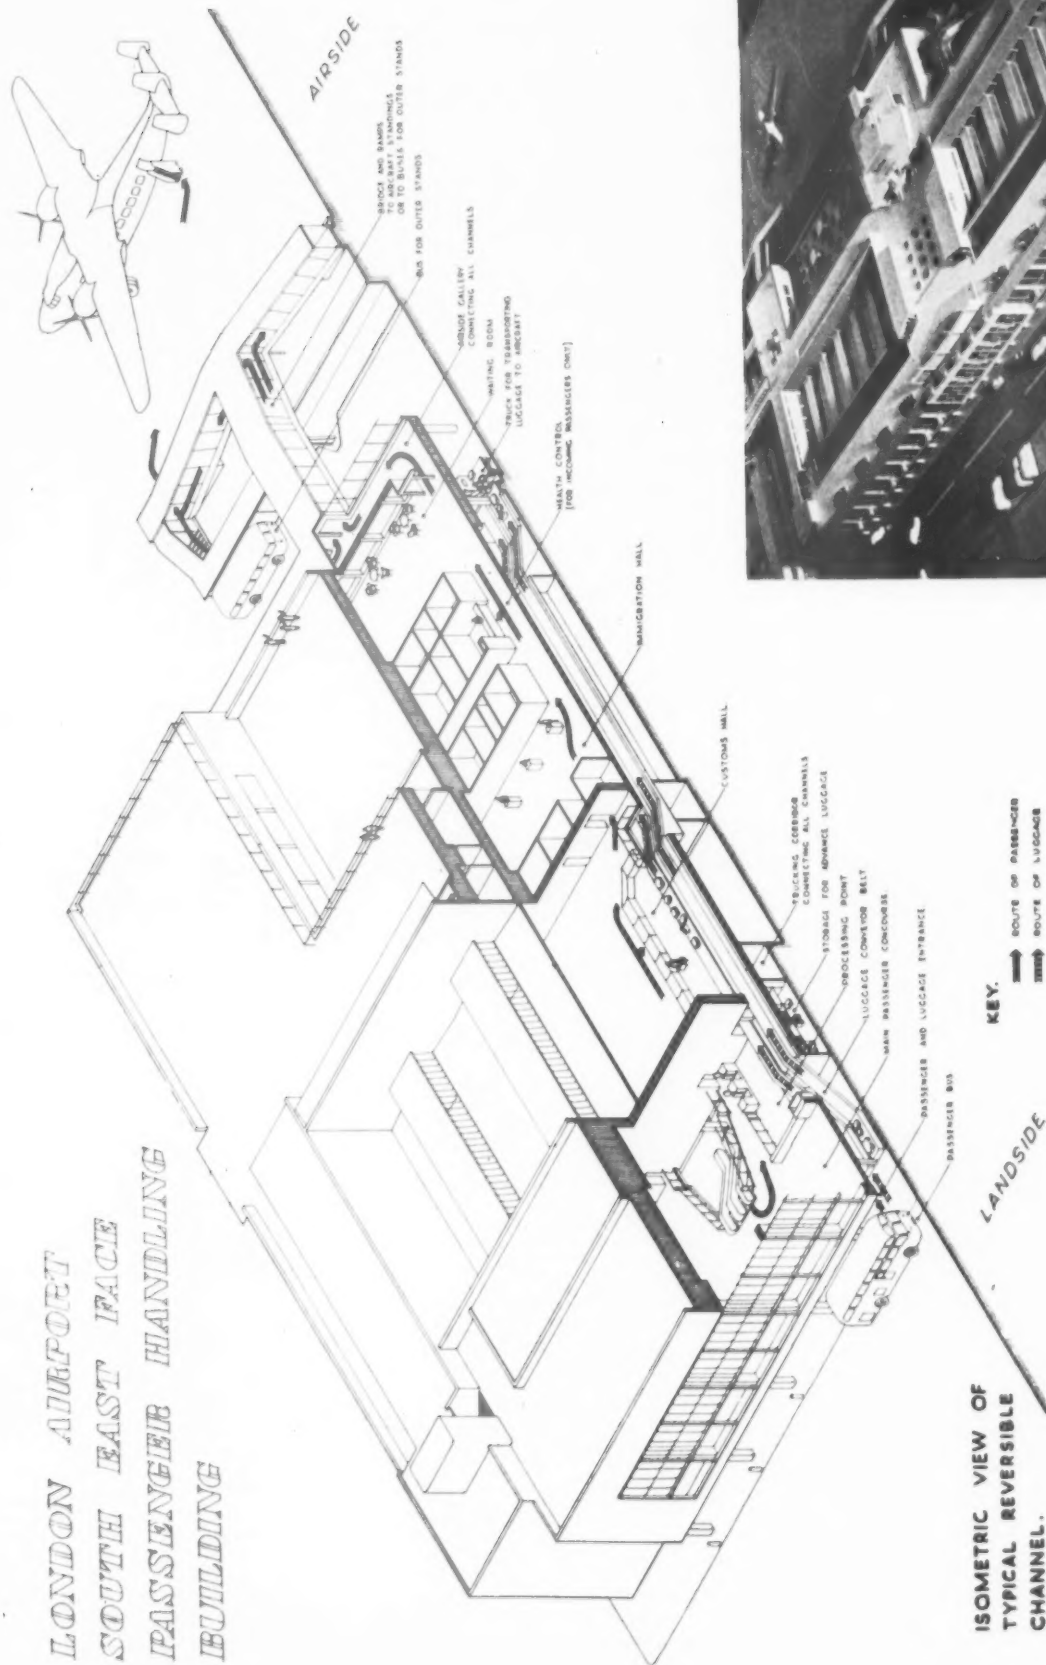 LONDON AIRPORT
SOUTH EAST FACE
PASSENGER HANDLING
BUILDING
AIRSIDE
BRIDGE AND RAMPS
TO AIRCRAFT STANDINGS
OR TO BUSES FOR OUTER STANDS
BUS FOR OUTER STANDS
AIRSIDE GALLERY
CONNECTING ALL CHANNELS
WAITING ROOM
TRUCK FOR TRANSPORTING
LUGGAGE TO AIRCRAFT
HEALTH CONTROL
[FOR INCOMING PASSENGERS ONLY]
IMMIGRATION HALL
CUSTOMS HALL
TRUCKING CORRIDOR
CONNECTING ALL CHANNELS
STORAGE FOR ADVANCE LUGGAGE
PROCESSING POINT
LUGGAGE CONVEYOR BELT
MAIN PASSENGER CONCOURSE
PASSENGER AND LUGGAGE ENTRANCE
PASSENGER BUS
LANDSIDE
KEY.
ROUTE OF PASSENGER
ROUTE OF LUGGAGE
ISOMETRIC VIEW OF
TYPICAL REVERSIBLE
CHANNEL.